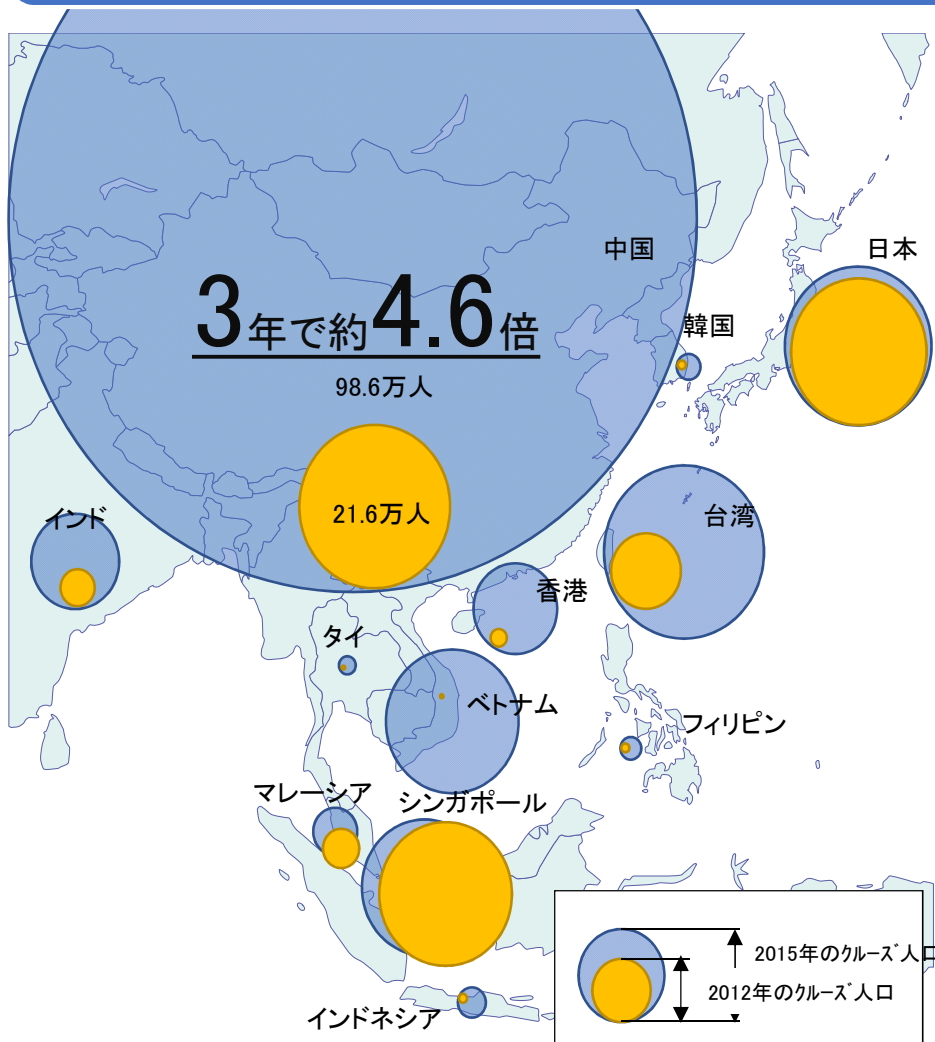 中国
日本
3年で約4.6倍
韓国
98.6万人
21.6万人
インド
台湾
香港
タイ
ベトナム
フィリピン
マレーシア
シンガポール
2015年のクルーズ人口
2012年のクルーズ人口
インドネシア